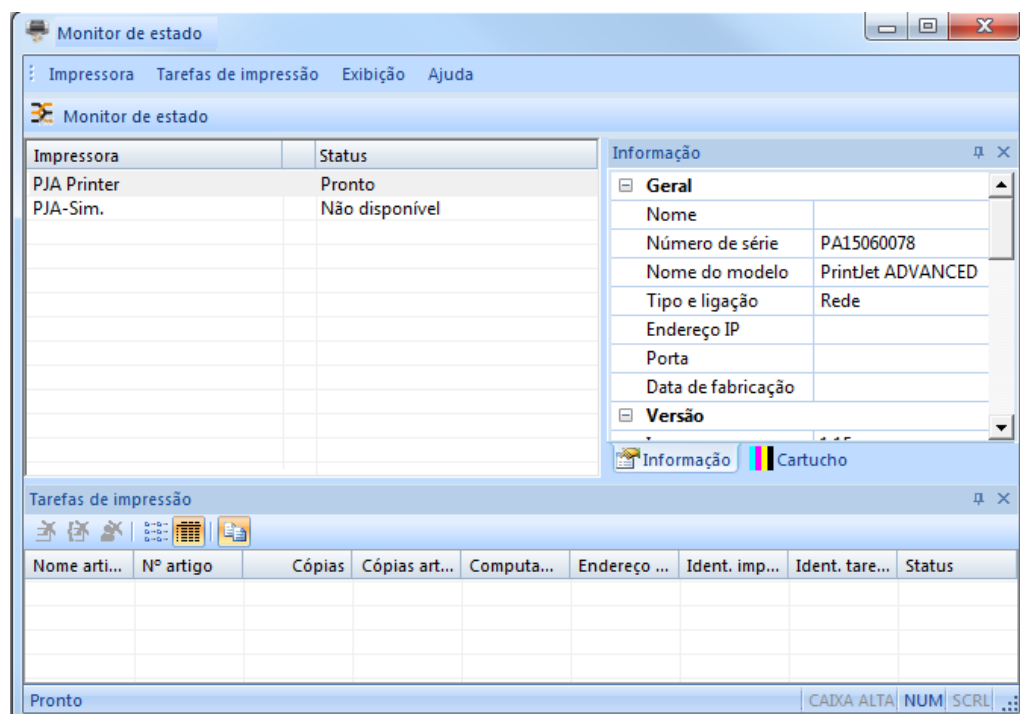 Monitor de estado
Impressora Tarefas de impressão Exibição Ajuda
Monitor de estado
Impressora Status
PJA Printer Pronto
PJA-Sim. Não disponível
Informação
Geral
Nome
Número de série PA15060078
Nome do modelo PrintJet ADVANCED
Tipo e ligação Rede
Endereço IP
Porta
Data de fabricação
Versão
Informação Cartucho
Tarefas de impressão
Nome arti... Nº artigo Cópias Cópias art... Computa... Endereço ... Ident. imp... Ident. tare... Status
Pronto CAIXA ALTA NUM SCRL